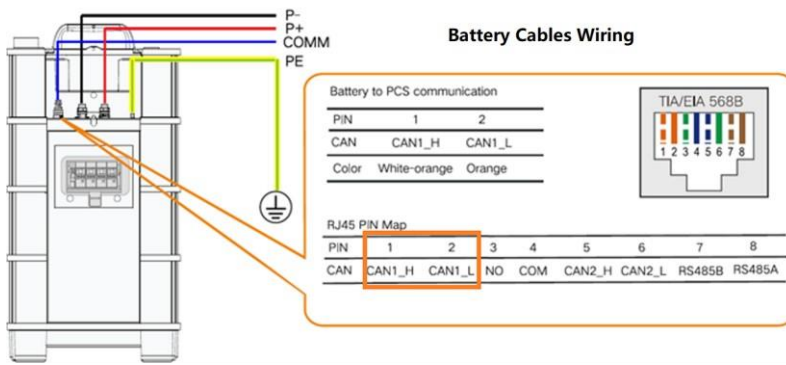 P-
P+
COMM
PE
Battery Cables Wiring
Battery to PCS communication
PIN 1 2
CAN CAN1_H CAN1_L
Color White-orange Orange
TIA/EIA 568B
1 2 3 4 5 6 7 8
RJ45 PIN Map
PIN 1 2 3 4 5 6 7 8
CAN CAN1_H CAN1_L NO COM CAN2_H CAN2_L RS485B RS485A